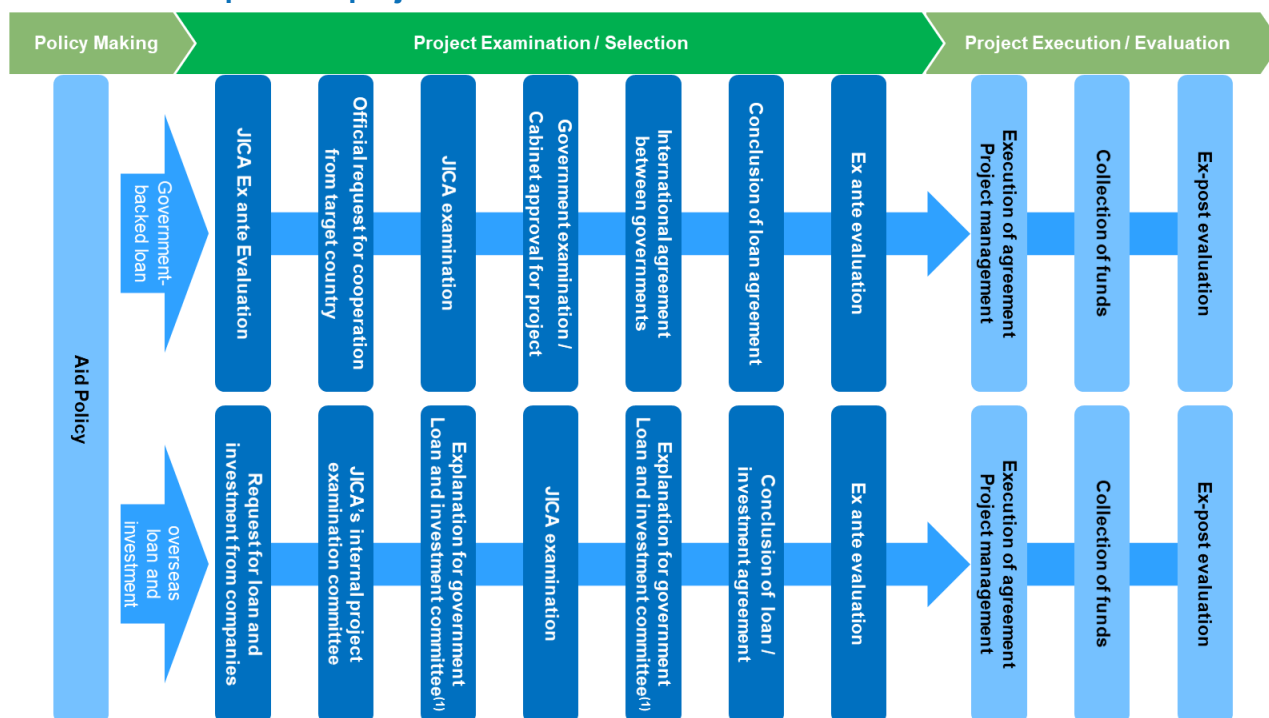 Policy Making
Project Examination / Selection
Project Execution / Evaluation
Aid Policy
Government-
backed loan
JICA Ex ante Evaluation
Official request for cooperation
from target country
JICA examination
Government examination /
Cabinet approval for project
International agreement
between governments
Conclusion of loan agreement
Ex ante evaluation
Execution of agreement
Project management
Collection of funds
Ex-post evaluation
overseas
loan and
investment
Request for loan and
investment from companies
JICA's internal project
examination committee
Explanation for government
Loan and investment committee(1)
JICA examination
Explanation for government
Loan and investment committee(1)
Conclusion of loan /
investment agreement
Ex ante evaluation
Execution of agreement
Project management
Collection of funds
Ex-post evaluation